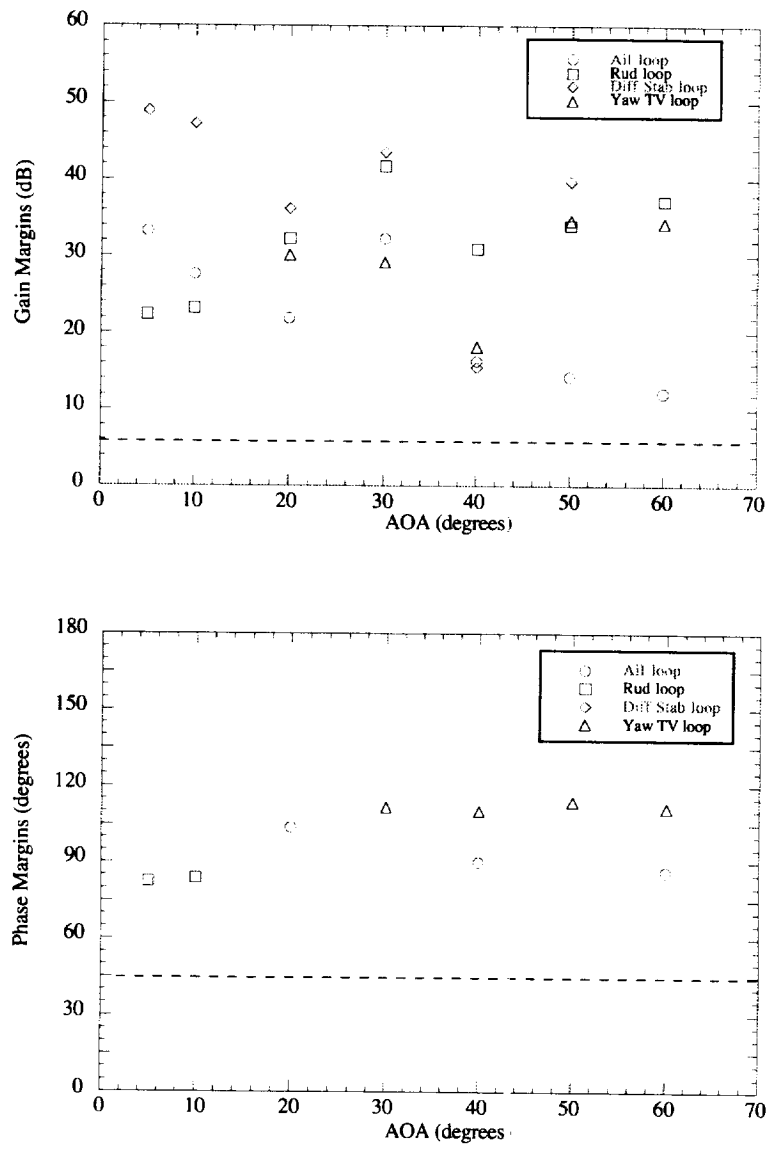 60
50
40
30
20
10
0
Gain Margins (dB)
Ail loop
Rud loop
Diff Stab loop
Yaw TV loop
0 10 20 30 40 50 60 70
AOA (degrees)
180
150
120
90
60
30
0
Phase Margins (degrees)
Ail loop
Rud loop
Diff Stab loop
Yaw TV loop
0 10 20 30 40 50 60 70
AOA (degrees